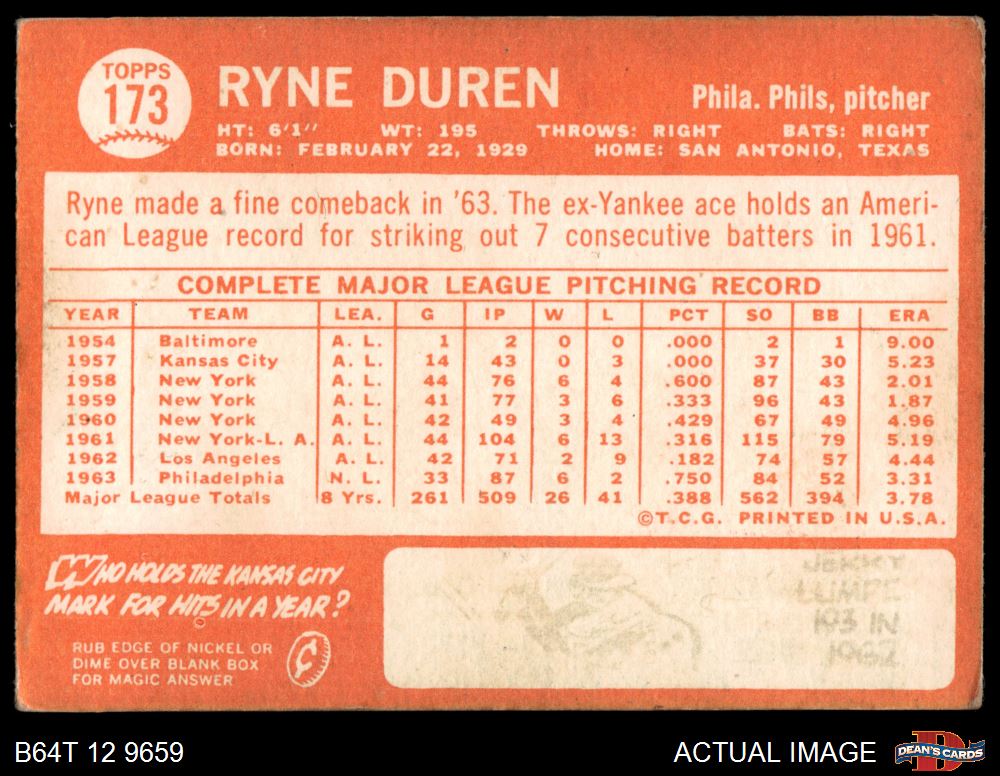 TOPPS
173
RYNE DUREN
Phila. Phils, pitcher
HT: 6'1" WT: 195 THROWS: RIGHT BATS: RIGHT
BORN: FEBRUARY 22, 1929 HOME: SAN ANTONIO, TEXAS
Ryne made a fine comeback in '63. The ex-Yankee ace holds an Ameri-
can League record for striking out 7 consecutive batters in 1961.
COMPLETE MAJOR LEAGUE PITCHING RECORD
YEAR TEAM LEA. G IP W L PCT SO BB ERA
1954 Baltimore A. L. 1 2 0 0 .000 2 1 9.00
1957 Kansas City A. L. 14 43 0 3 .000 37 30 5.23
1958 New York A. L. 44 76 6 4 .600 87 43 2.01
1959 New York A. L. 41 77 3 6 .333 96 43 1.87
1960 New York A. L. 42 49 3 4 .429 67 49 4.96
1961 New York-L. A. A. L. 44 104 6 13 .316 115 79 5.19
1962 Los Angeles A. L. 42 71 2 9 .182 74 57 4.44
1963 Philadelphia N. L. 33 87 6 2 .750 84 52 3.31
Major League Totals 8 Yrs. 261 509 26 41 .388 562 394 3.78
©T.C.G. PRINTED IN U.S.A.
WHO HOLDS THE KANSAS CITY
MARK FOR HITS IN A YEAR?
RUB EDGE OF NICKEL OR
DIME OVER BLANK BOX
FOR MAGIC ANSWER
JERRY
LUMPE
193 IN
1962
B64T 12 9659
ACTUAL IMAGE
DEAN'S CARDS